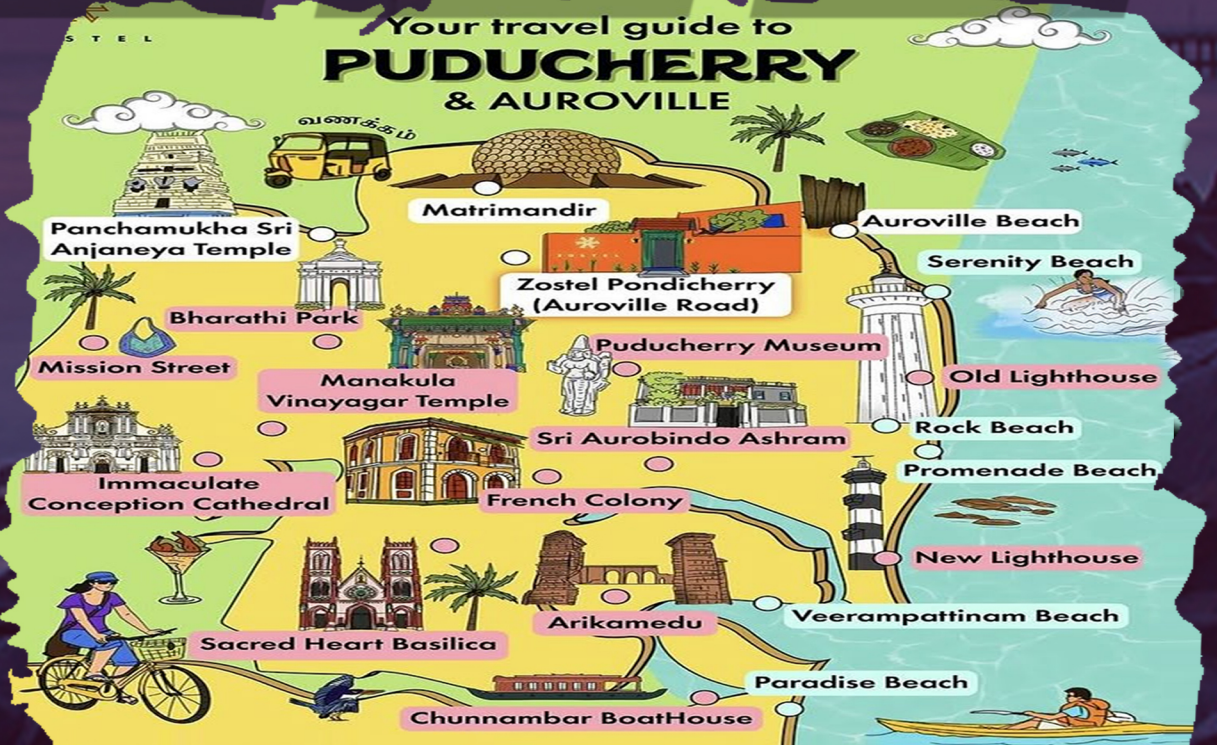 STEL
Your travel guide to
PUDUCHERRY
& AUROVILLE
வணக்கம்
Matrimandir
Panchamukha Sri
Anjaneya Temple
Auroville Beach
Serenity Beach
ZOSTEL
Zostel Pondicherry
(Auroville Road)
Bharathi Park
Puducherry Museum
Mission Street
Manakula
Vinayagar Temple
Old Lighthouse
Rock Beach
Sri Aurobindo Ashram
Promenade Beach
Immaculate
Conception Cathedral
French Colony
New Lighthouse
Veerampattinam Beach
Arikamedu
Sacred Heart Basilica
Paradise Beach
Chunnambar BoatHouse